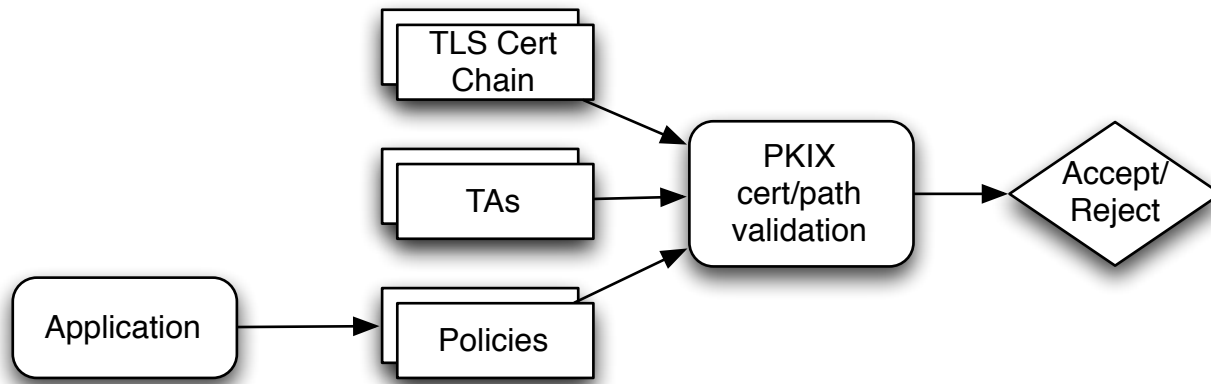 TLS Cert
Chain
TAs
Application
Policies
PKIX
cert/path
validation
Accept/
Reject